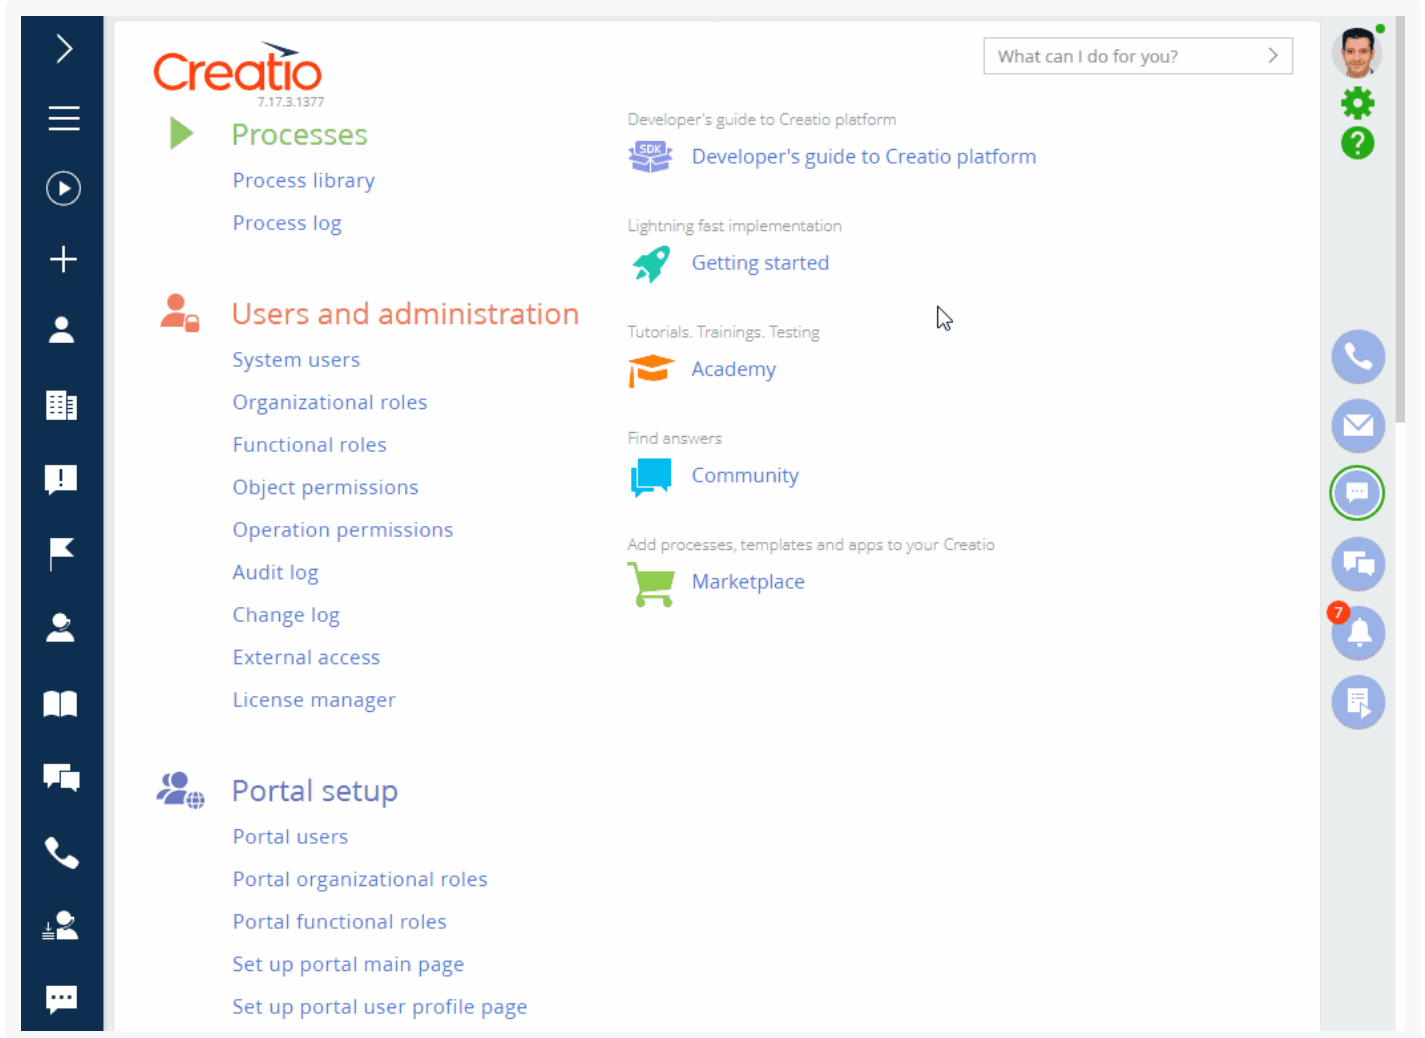 Creatio
7.17.3.1377
What can I do for you?
Processes
Process library
Process log
Users and administration
System users
Organizational roles
Functional roles
Object permissions
Operation permissions
Audit log
Change log
External access
License manager
Portal setup
Portal users
Portal organizational roles
Portal functional roles
Set up portal main page
Set up portal user profile page
Developer's guide to Creatio platform
SDK
Developer's guide to Creatio platform
Lightning fast implementation
Getting started
Tutorials. Trainings. Testing
Academy
Find answers
Community
Add processes, templates and apps to your Creatio
Marketplace
?
7